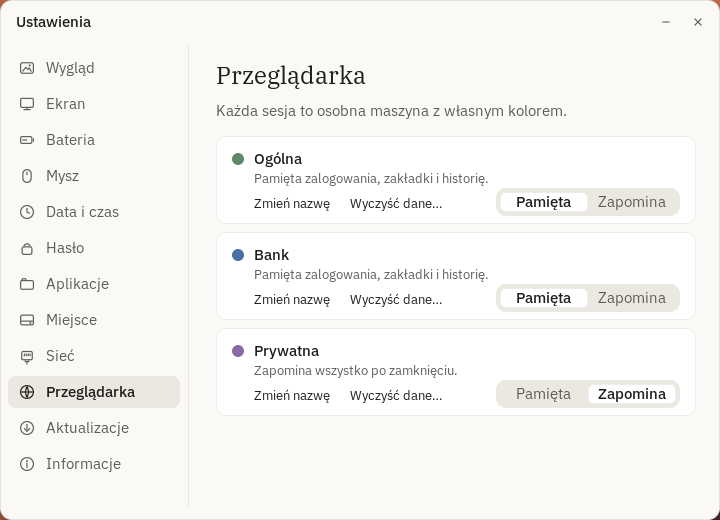 Ustawienia
Wygląd
Ekran
Bateria
Mysz
Data i czas
Hasło
Aplikacje
Miejsce
Sieć
Przeglądarka
Aktualizacje
Informacje
Przeglądarka
Każda sesja to osobna maszyna z własnym kolorem.
Ogólna
Pamięta zalogowania, zakładki i historię.
Zmień nazwę Wyczyść dane... Pamięta Zapomina
Bank
Pamięta zalogowania, zakładki i historię.
Zmień nazwę Wyczyść dane... Pamięta Zapomina
Prywatna
Zapomina wszystko po zamknięciu.
Zmień nazwę Wyczyść dane... Pamięta Zapomina